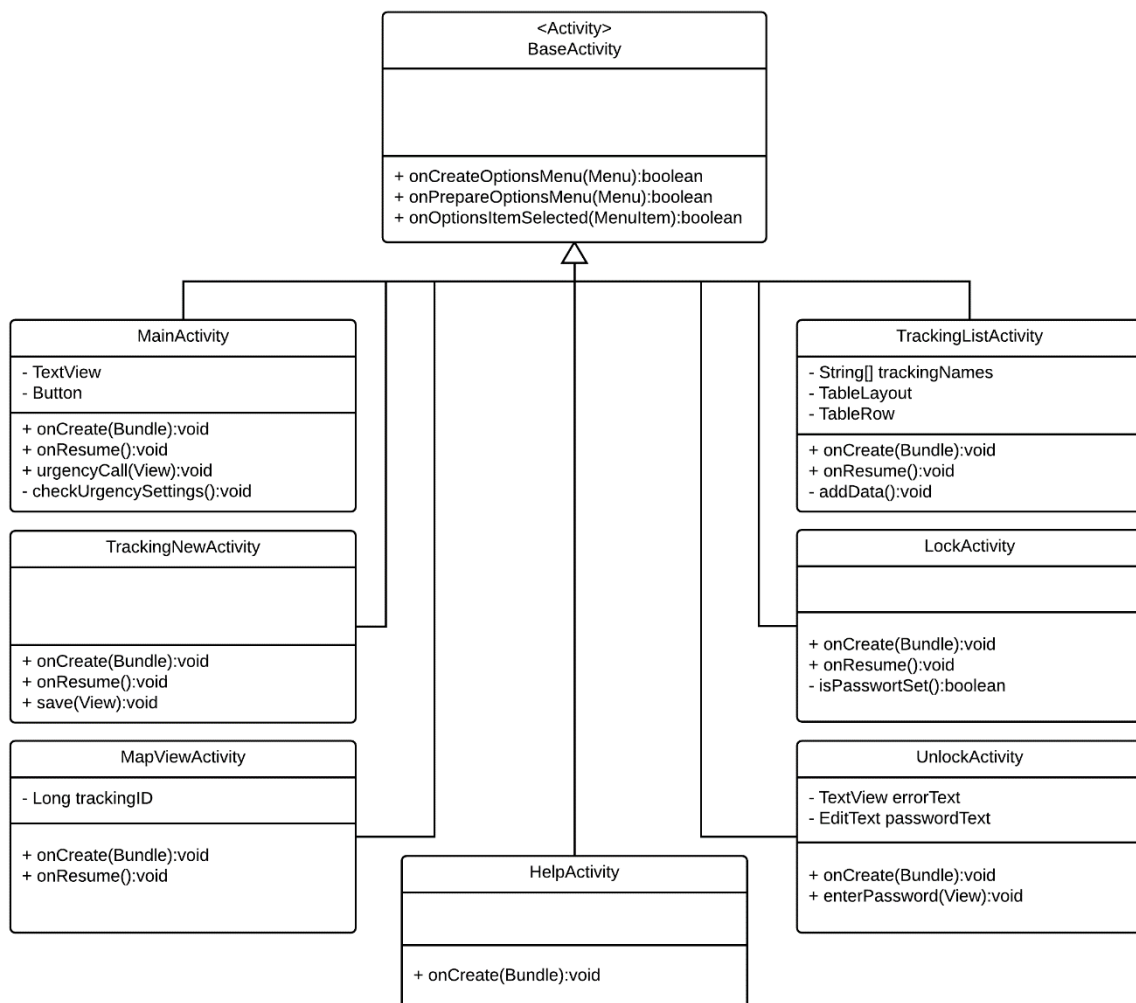 <Activity>
BaseActivity
+ onCreateOptionsMenu(Menu):boolean
+ onPrepareOptionsMenu(Menu):boolean
+ onOptionsItemSelected(MenuItem):boolean
MainActivity
- TextView
- Button
+ onCreate(Bundle):void
+ onResume():void
+ urgencyCall(View):void
- checkUrgencySettings():void
TrackingListActivity
- String[] trackingNames
- TableLayout
- TableRow
+ onCreate(Bundle):void
+ onResume():void
- addData():void
TrackingNewActivity
+ onCreate(Bundle):void
+ onResume():void
+ save(View):void
LockActivity
+ onCreate(Bundle):void
+ onResume():void
- isPasswortSet():boolean
MapViewActivity
- Long trackingID
+ onCreate(Bundle):void
+ onResume():void
UnlockActivity
- TextView errorText
- EditText passwordText
+ onCreate(Bundle):void
+ enterPassword(View):void
HelpActivity
+ onCreate(Bundle):void